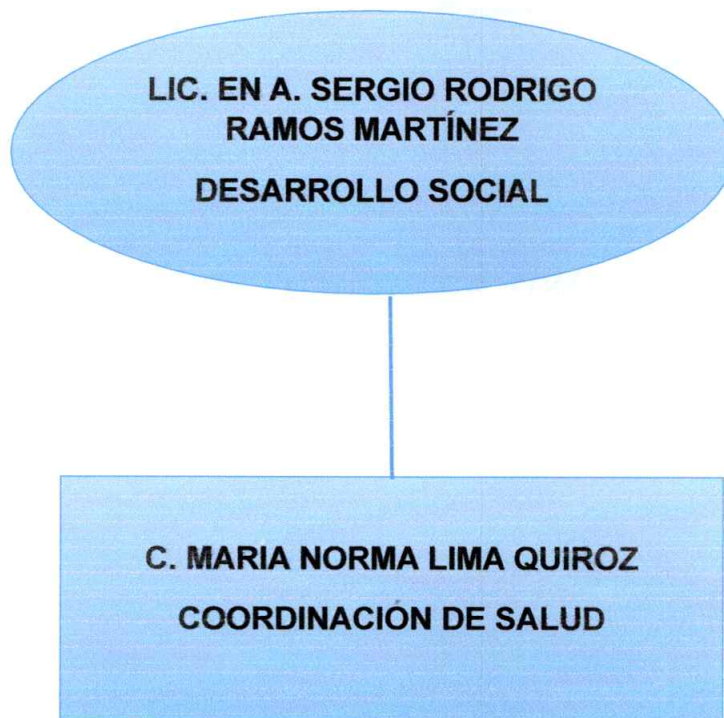 LIC. EN A. SERGIO RODRIGO
RAMOS MARTÍNEZ
DESARROLLO SOCIAL
C. MARIA NORMA LIMA QUIROZ
COORDINACIÓN DE SALUD